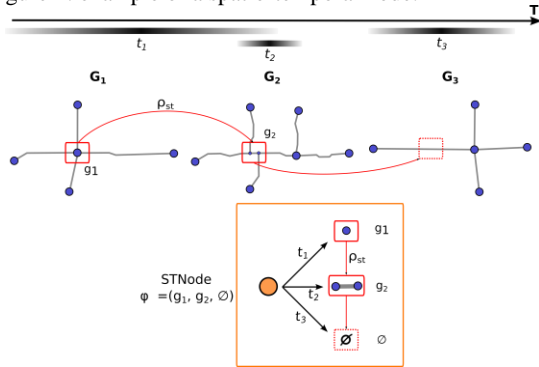 T
t1
t2
t3
G1
G2
G3
ρst
g2
g1
g1
t1
ρst
STNode
φ =(g1, g2, ∅)
t2
g2
t3
∅
∅